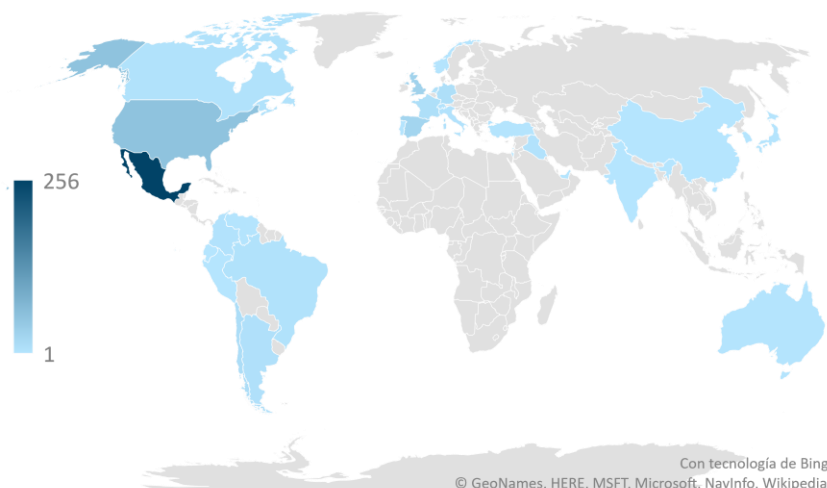 256
1
Con tecnología de Bing
© GeoNames, HERE, MSFT, Microsoft, NavInfo, Wikipedia